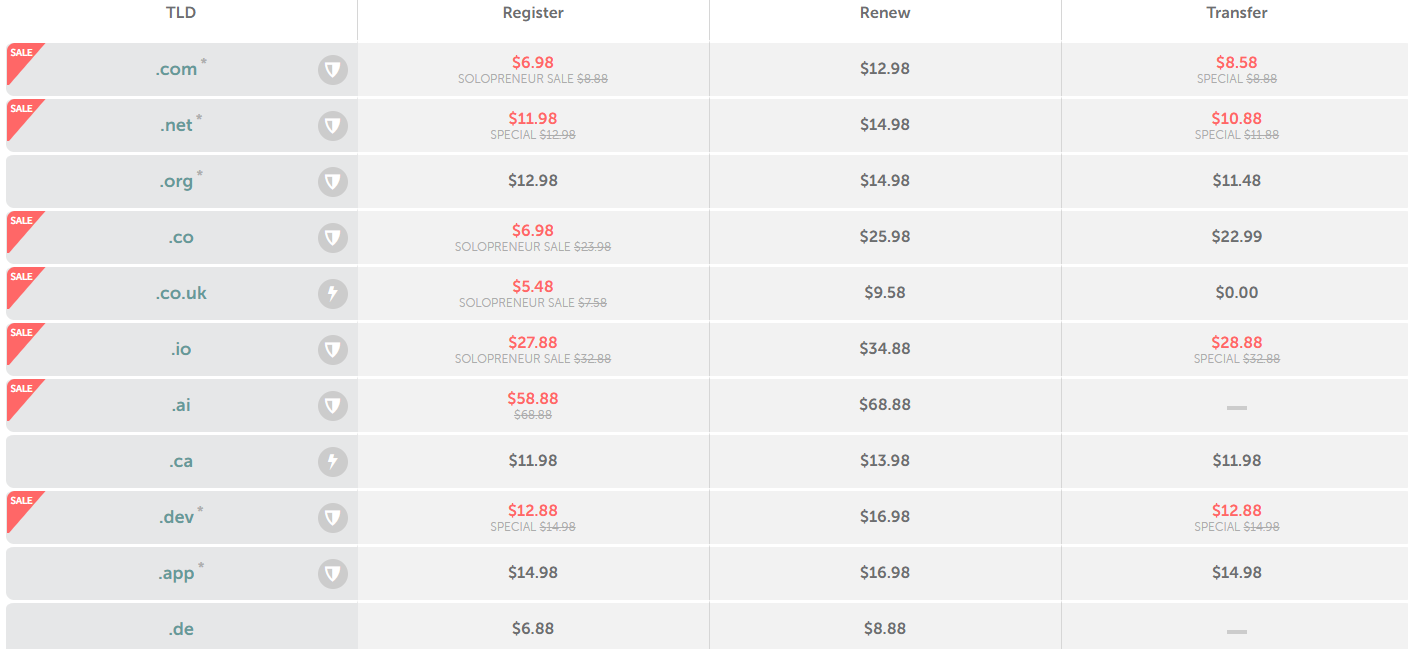 TLD Register Renew Transfer
SALE .com * $6.98 $12.98 $8.58
SOLOPRENEUR SALE $8.88 SPECIAL $8.88
SALE .net * $11.98 $14.98 $10.88
SPECIAL $12.98 SPECIAL $11.88
.org * $12.98 $14.98 $11.48
SALE .co $6.98 $25.98 $22.99
SOLOPRENEUR SALE $23.98
SALE .co.uk $5.48 $9.58 $0.00
SOLOPRENEUR SALE $7.58
SALE .io $27.88 $34.88 $28.88
SOLOPRENEUR SALE $32.88 SPECIAL $32.88
SALE .ai $58.88 $68.88
$68.88
.ca $11.98 $13.98 $11.98
SALE .dev * $12.88 $16.98 $12.88
SPECIAL $14.98 SPECIAL $14.98
.app * $14.98 $16.98 $14.98
.de $6.88 $8.88